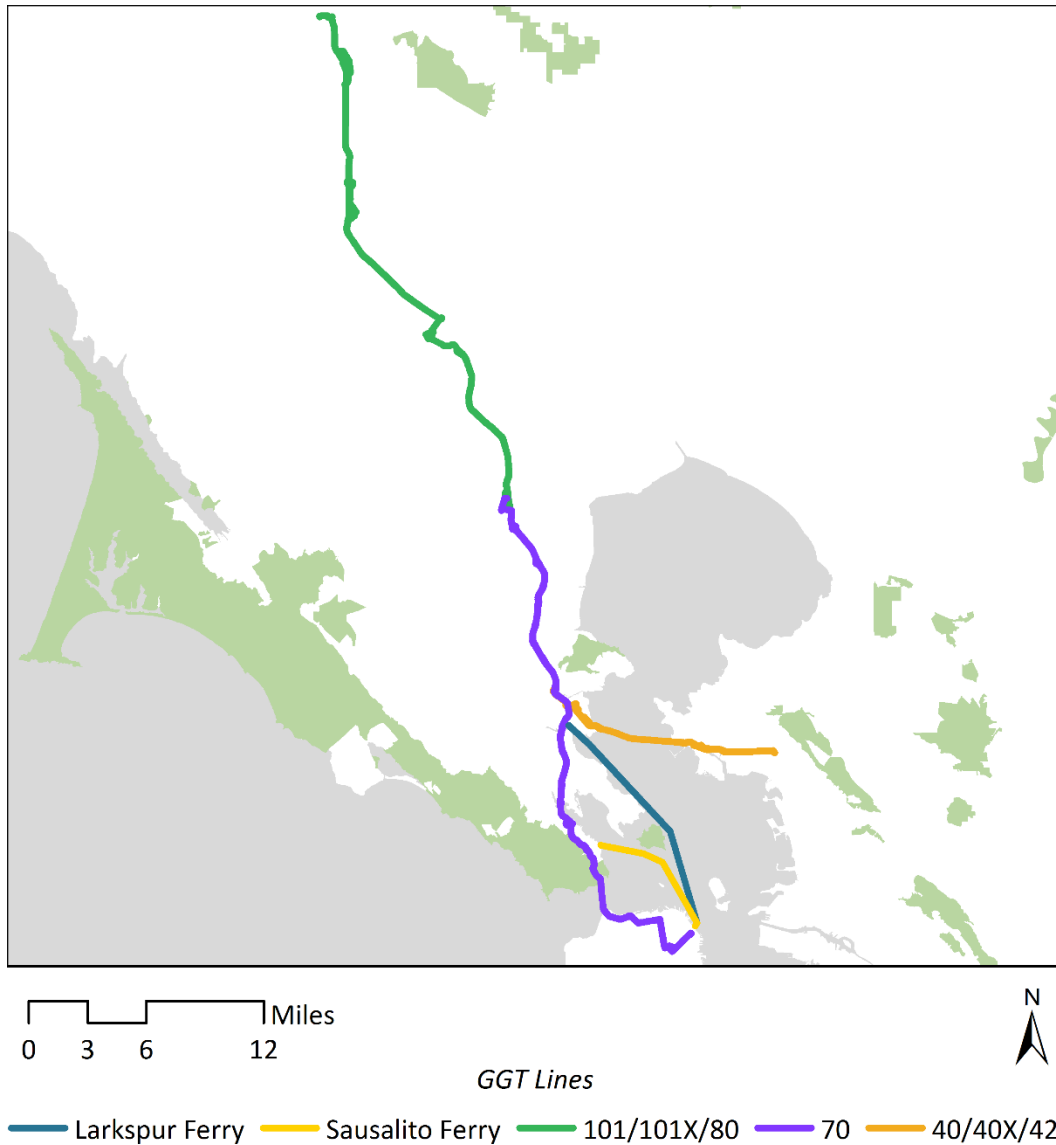 Miles
0 3 6 12
N
GGT Lines
Larkspur Ferry Sausalito Ferry 101/101X/80 70 40/40X/42